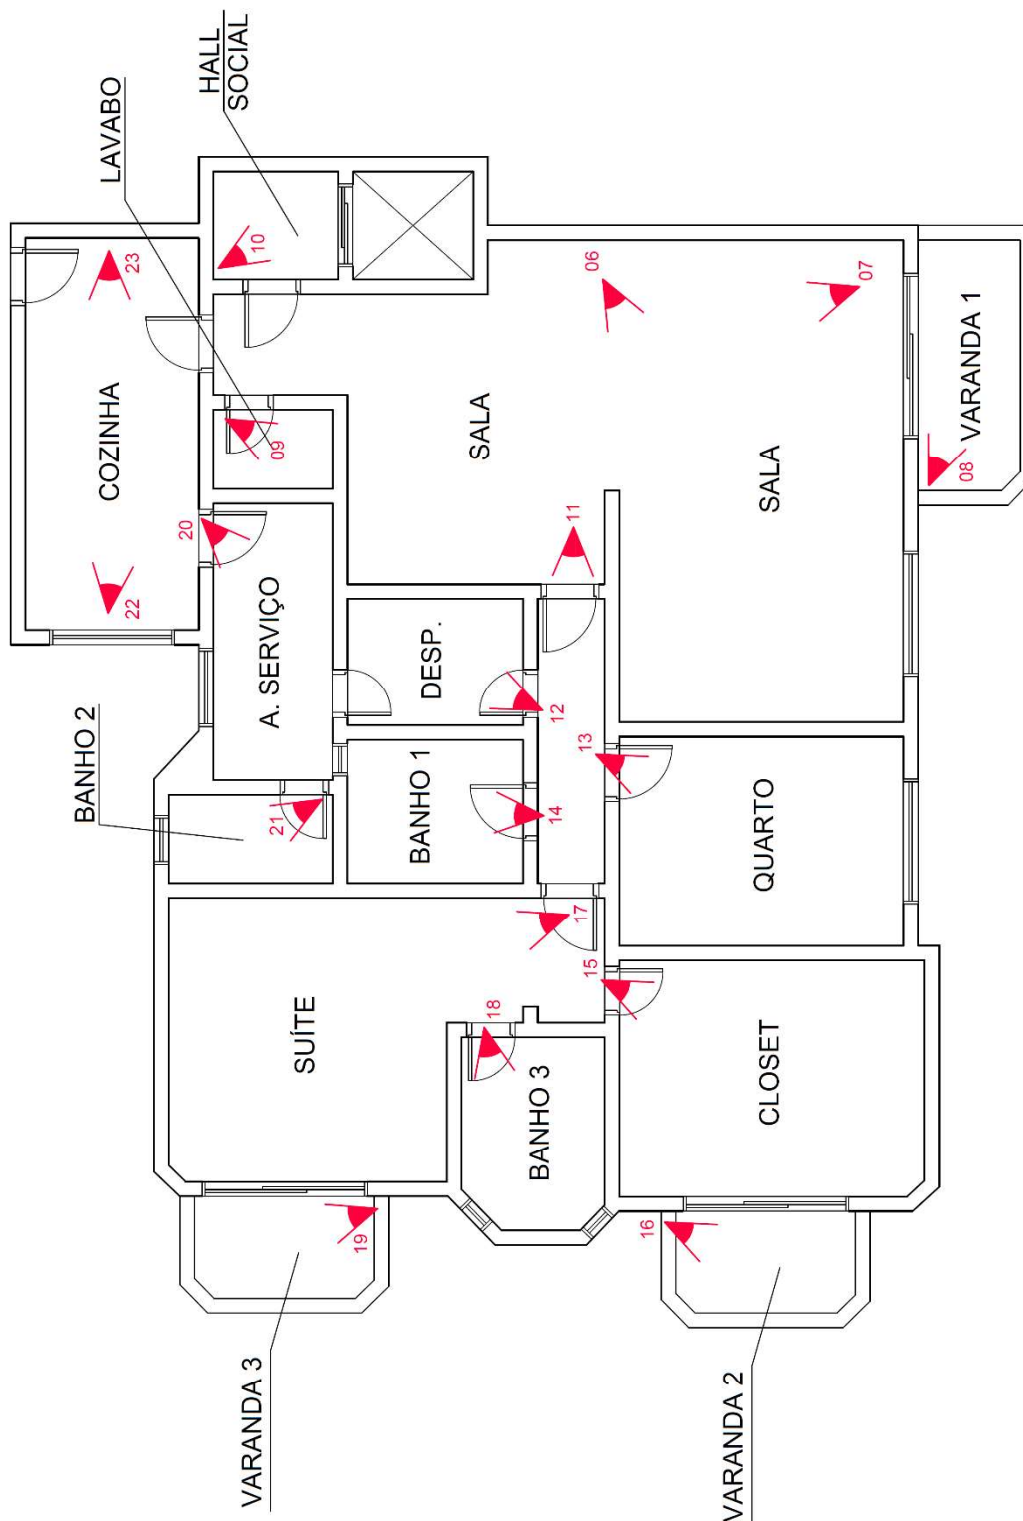 HALL
SOCIAL
LAVABO
COZINHA
23
10
22
20
09
SALA
06
07
SALA
VARANDA 1
08
11
A. SERVIÇO
DESP.
12
13
BANHO 2
21
BANHO 1
14
QUARTO
17
15
SUÍTE
18
BANHO 3
CLOSET
19
16
VARANDA 3
VARANDA 2